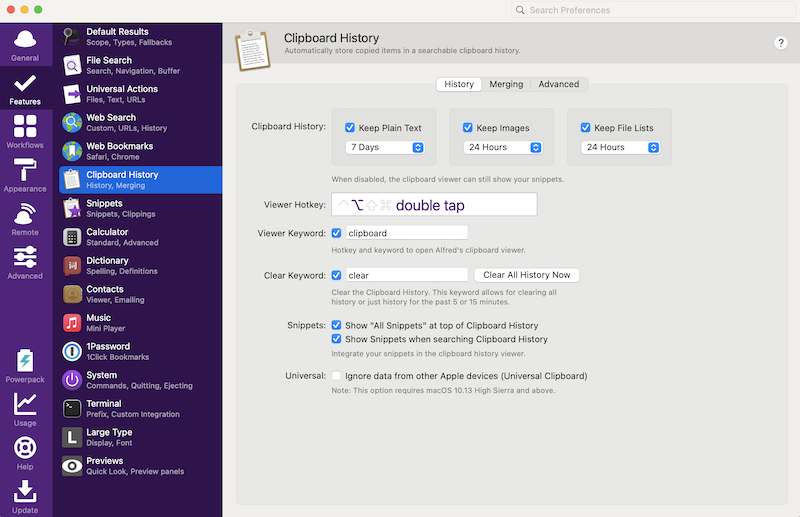 Search Preferences
General
Features
Workflows
Appearance
Remote
Advanced
Powerpack
Usage
Help
Update
Default Results
Scope, Types, Fallbacks
File Search
Search, Navigation, Buffer
Universal Actions
Files, Text, URLs
Web Search
Custom, URLs, History
Web Bookmarks
Safari, Chrome
Clipboard History
History, Merging
Snippets
Snippets, Clippings
Calculator
Standard, Advanced
Dictionary
Spelling, Definitions
Contacts
Viewer, Emailing
Music
Mini Player
1Password
1Click Bookmarks
System
Commands, Quitting, Ejecting
Terminal
Prefix, Custom Integration
Large Type
Display, Font
Previews
Quick Look, Preview panels
Clipboard History
Automatically store copied items in a searchable clipboard history.
?
History Merging Advanced
Clipboard History: Keep Plain Text Keep Images Keep File Lists
7 Days 24 Hours 24 Hours
When disabled, the clipboard viewer can still show your snippets.
Viewer Hotkey: ^⌥⇧⌘ double tap
Viewer Keyword: clipboard
Hotkey and keyword to open Alfred's clipboard viewer.
Clear Keyword: clear Clear All History Now
Clear the Clipboard History. This keyword allows for clearing all
history or just history for the past 5 or 15 minutes.
Snippets: Show "All Snippets" at top of Clipboard History
Show Snippets when searching Clipboard History
Integrate your snippets in the clipboard history viewer.
Universal: Ignore data from other Apple devices (Universal Clipboard)
Note: This option requires macOS 10.13 High Sierra and above.